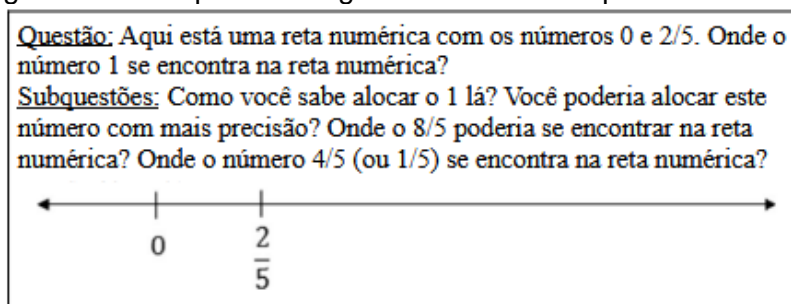 Questão: Aqui está uma reta numérica com os números 0 e 2/5. Onde o
número 1 se encontra na reta numérica?
Subquestões: Como você sabe alocar o 1 lá? Você poderia alocar este
número com mais precisão? Onde o 8/5 poderia se encontrar na reta
numérica? Onde o número 4/5 (ou 1/5) se encontra na reta numérica?
0
2
5